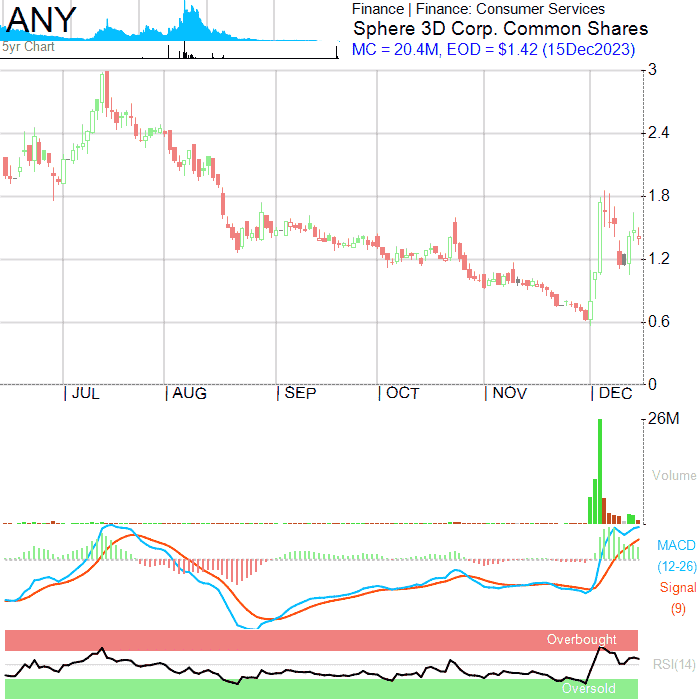 ANY
5yr Chart
Finance | Finance: Consumer Services
Sphere 3D Corp. Common Shares
MC = 20.4M, EOD = $1.42 (15Dec2023)
3
2.4
1.8
1.2
0.6
0
JUL
AUG
SEP
OCT
NOV
DEC
26M
Volume
MACD
(12-26)
Signal
(9)
Overbought
RSI(14)
Oversold